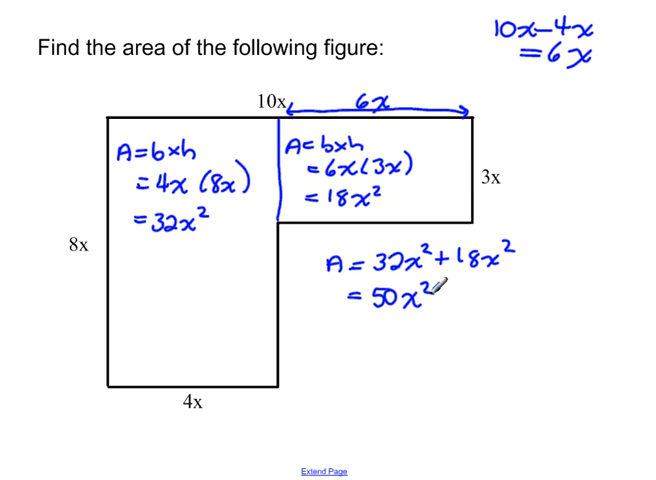 10x-4x
=6x
Find the area of the following figure:
10x
6x
A=b×h
=4x (8x)
=32x²
A=b×h
=6x(3x)
=18x²
3x
8x
A=32x²+18x²
=50x²
4x
Extend Page